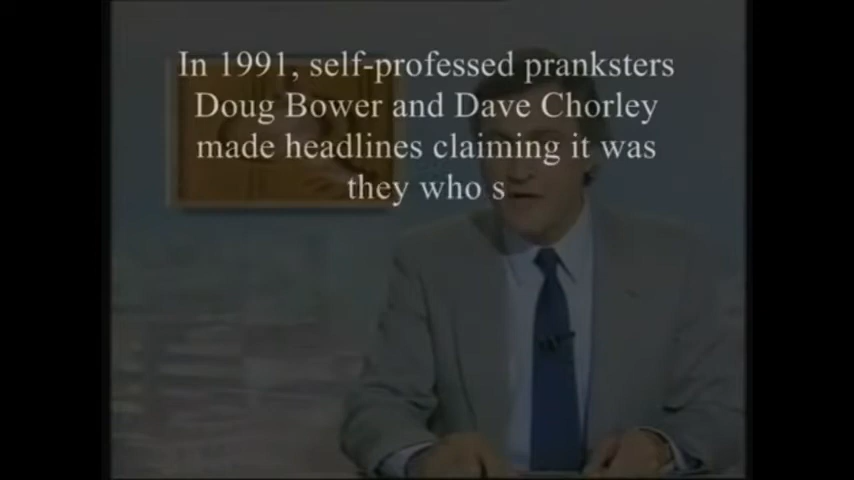 In 1991, self-professed pranksters
Doug Bower and Dave Chorley
made headlines claiming it was
they who s